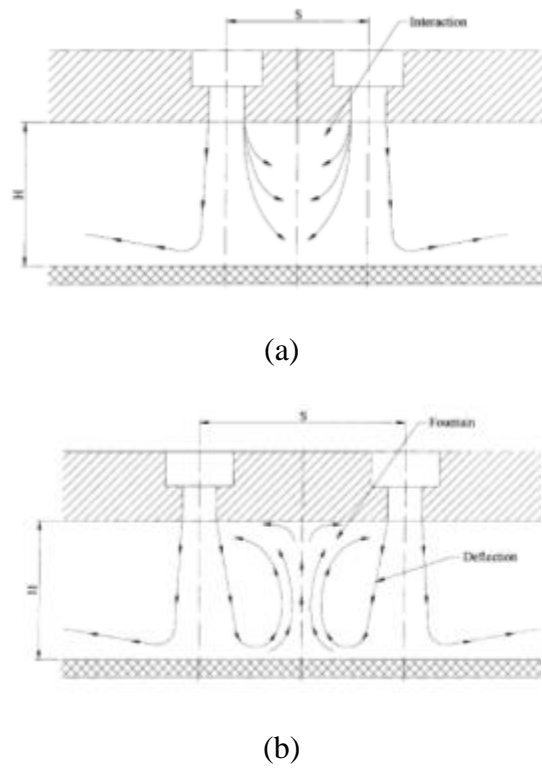 S
Interaction
H
(a)
S
Fountain
Deflection
H
(b)